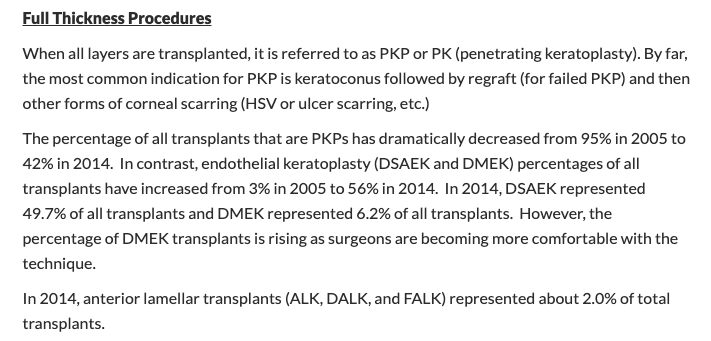 Full Thickness Procedures
When all layers are transplanted, it is referred to as PKP or PK (penetrating keratoplasty). By far,
the most common indication for PKP is keratoconus followed by regraft (for failed PKP) and then
other forms of corneal scarring (HSV or ulcer scarring, etc.)
The percentage of all transplants that are PKPs has dramatically decreased from 95% in 2005 to
42% in 2014.  In contrast, endothelial keratoplasty (DSAEK and DMEK) percentages of all
transplants have increased from 3% in 2005 to 56% in 2014.  In 2014, DSAEK represented
49.7% of all transplants and DMEK represented 6.2% of all transplants.  However, the
percentage of DMEK transplants is rising as surgeons are becoming more comfortable with the
technique.
In 2014, anterior lamellar transplants (ALK, DALK, and FALK) represented about 2.0% of total
transplants.